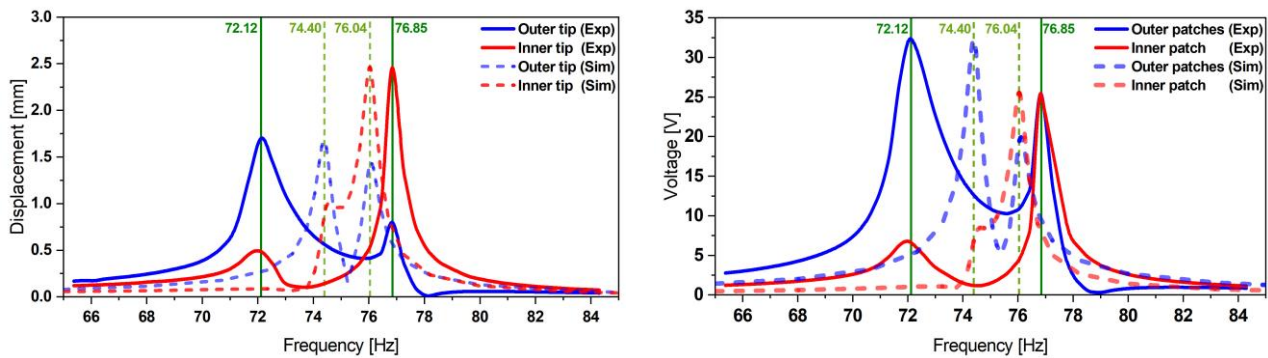 72.12
74.40
76.04
76.85
Outer tip (Exp)
Inner tip (Exp)
Outer tip (Sim)
Inner tip (Sim)
3.0
2.5
2.0
1.5
1.0
0.5
0.0
Displacement [mm]
66 68 70 72 74 76 78 80 82 84
Frequency [Hz]
72.12
74.40
76.04
76.85
Outer patches (Exp)
Inner patch (Exp)
Outer patches (Sim)
Inner patch (Sim)
35
30
25
20
15
10
5
0
Voltage [V]
66 68 70 72 74 76 78 80 82 84
Frequency [Hz]